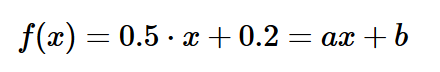 f(x) = 0.5 · x + 0.2 = ax + b